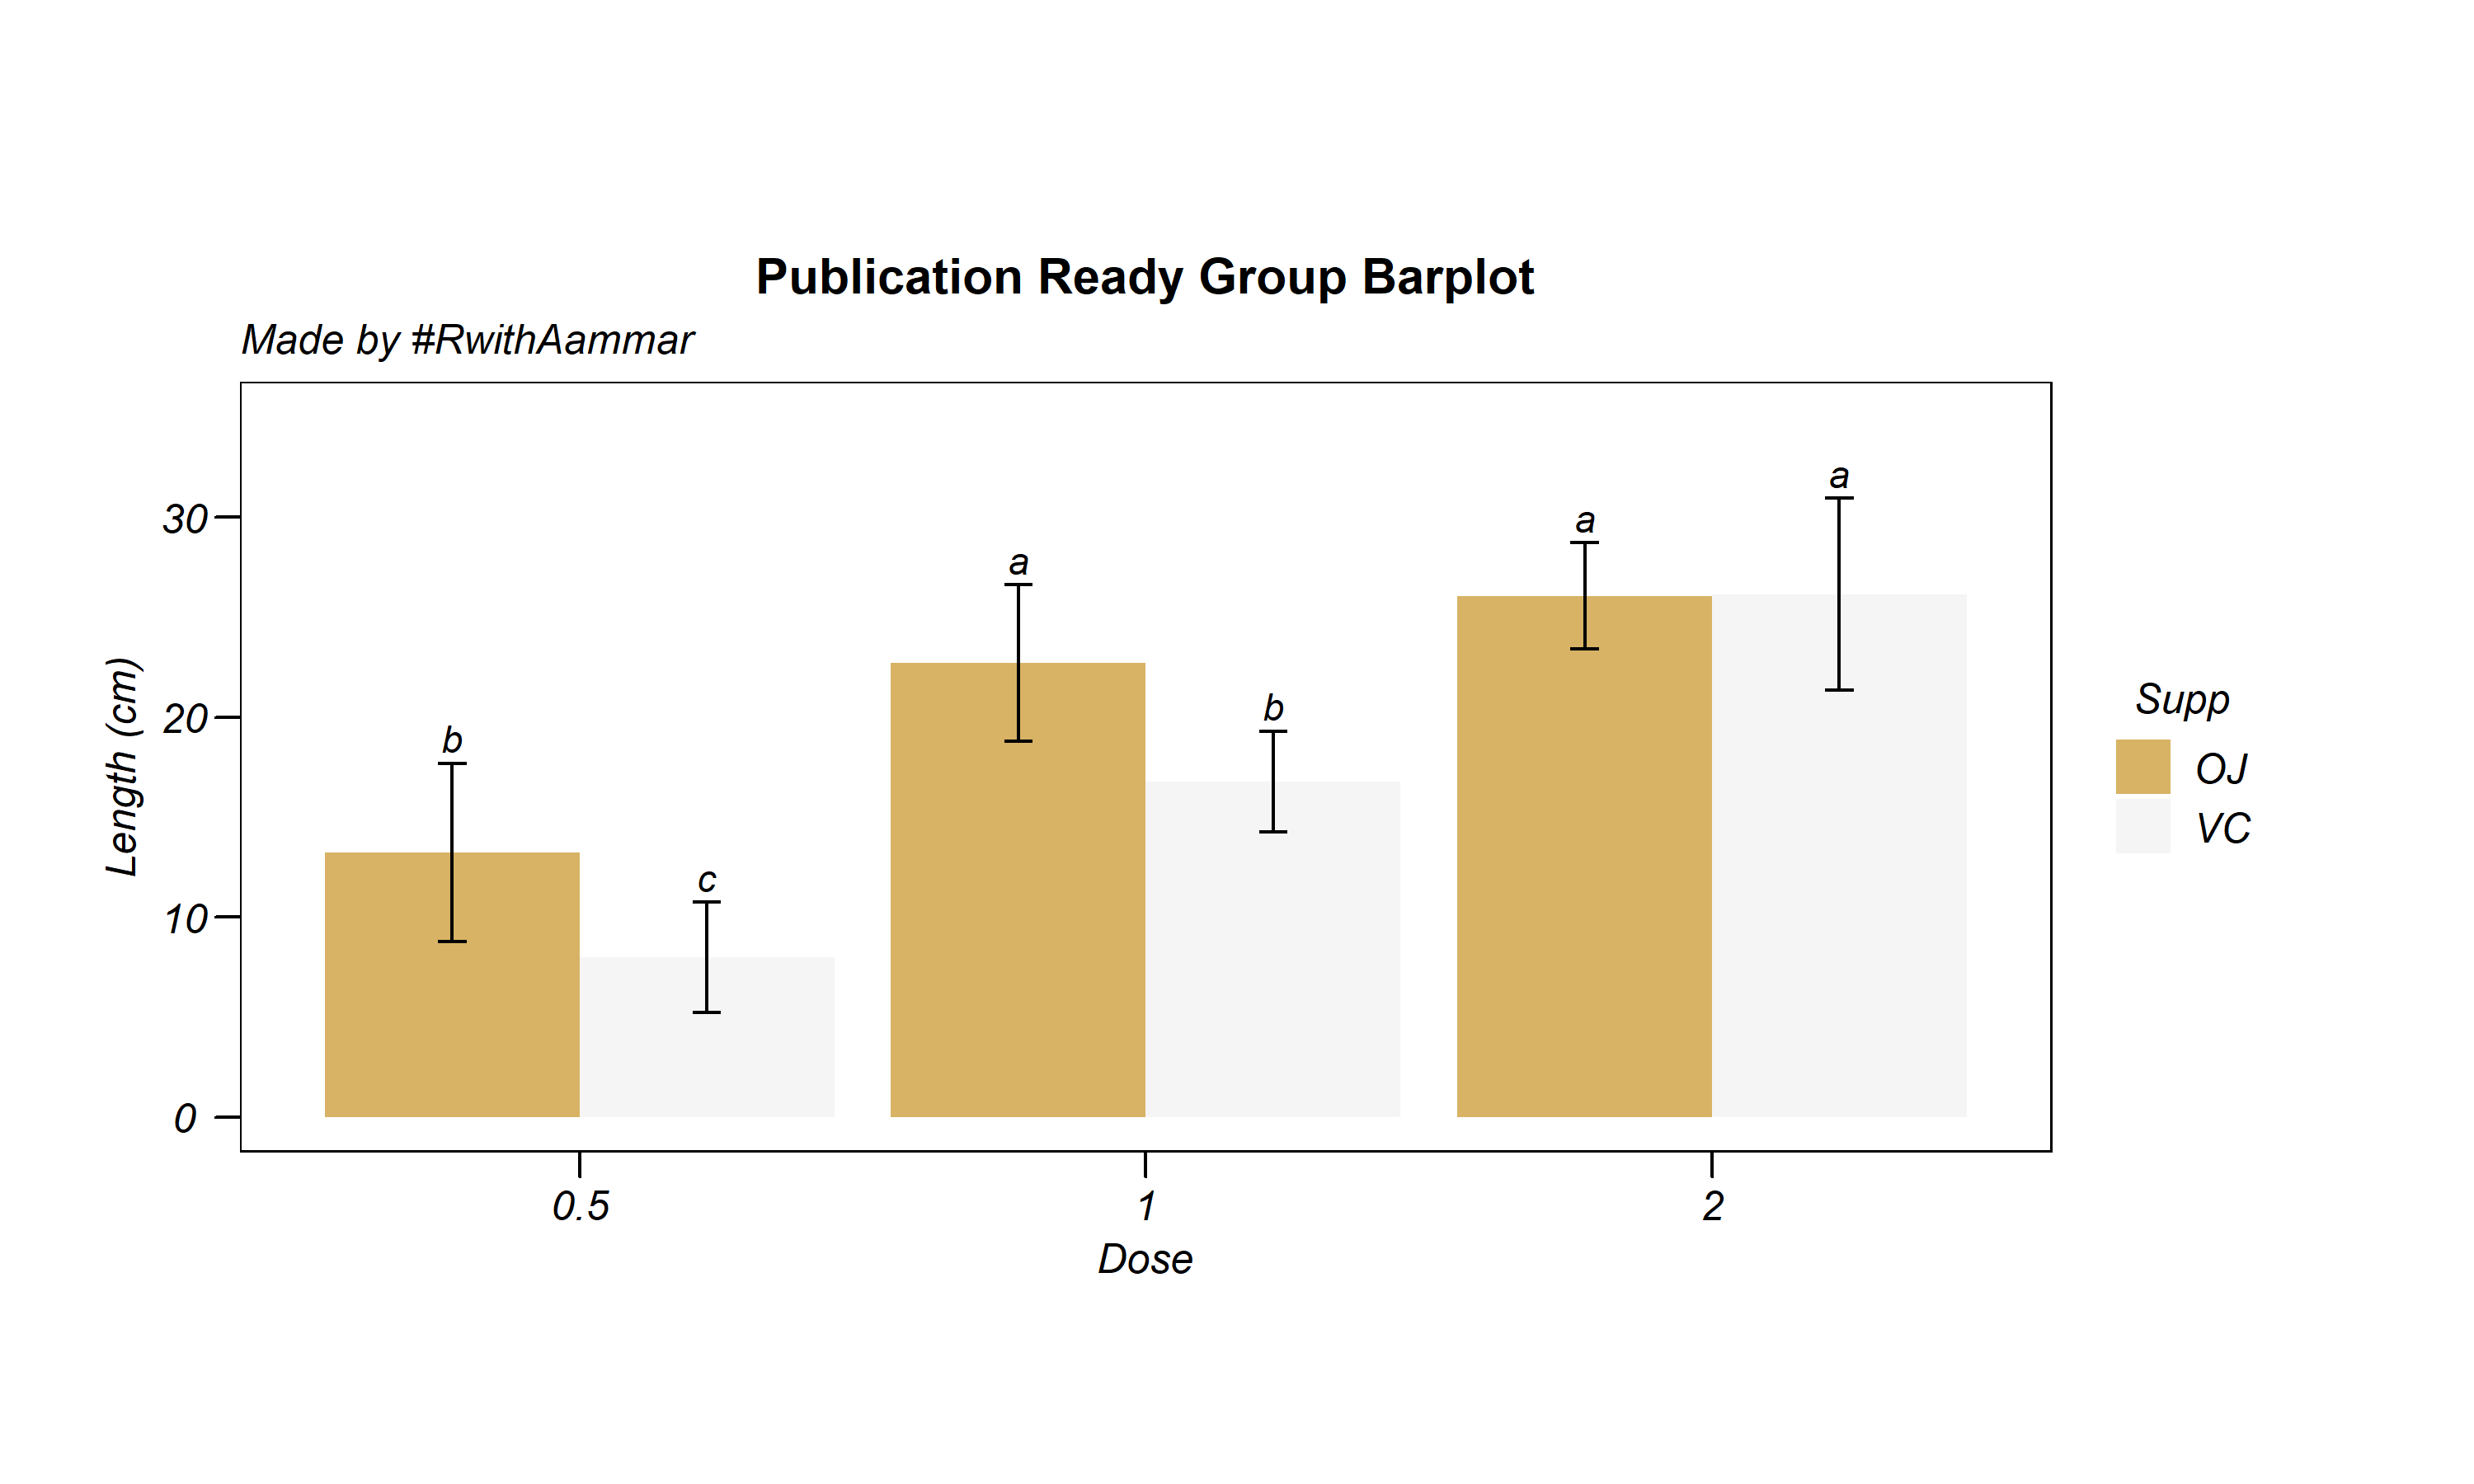 Publication Ready Group Barplot
Made by #RwithAammar
Length (cm)
30
20
10
0
b
c
a
b
a
a
0.5
1
2
Dose
Supp
OJ
VC